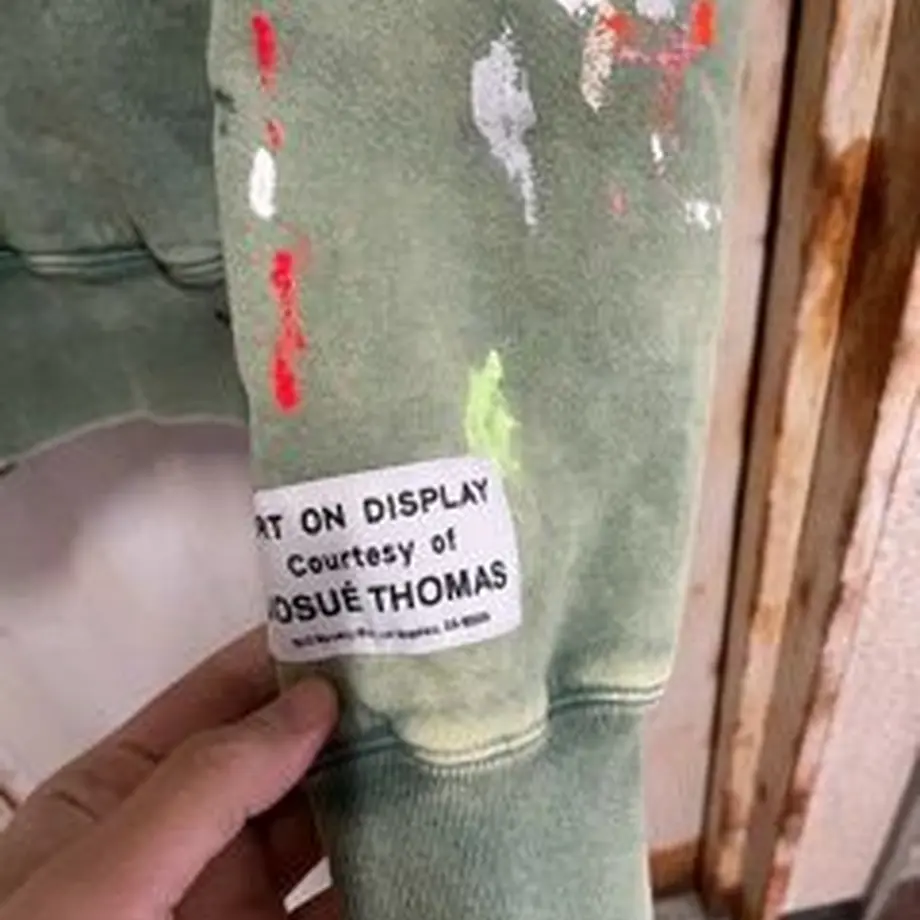 RT ON DISPLAY
Courtesy of
OSUÉ THOMAS